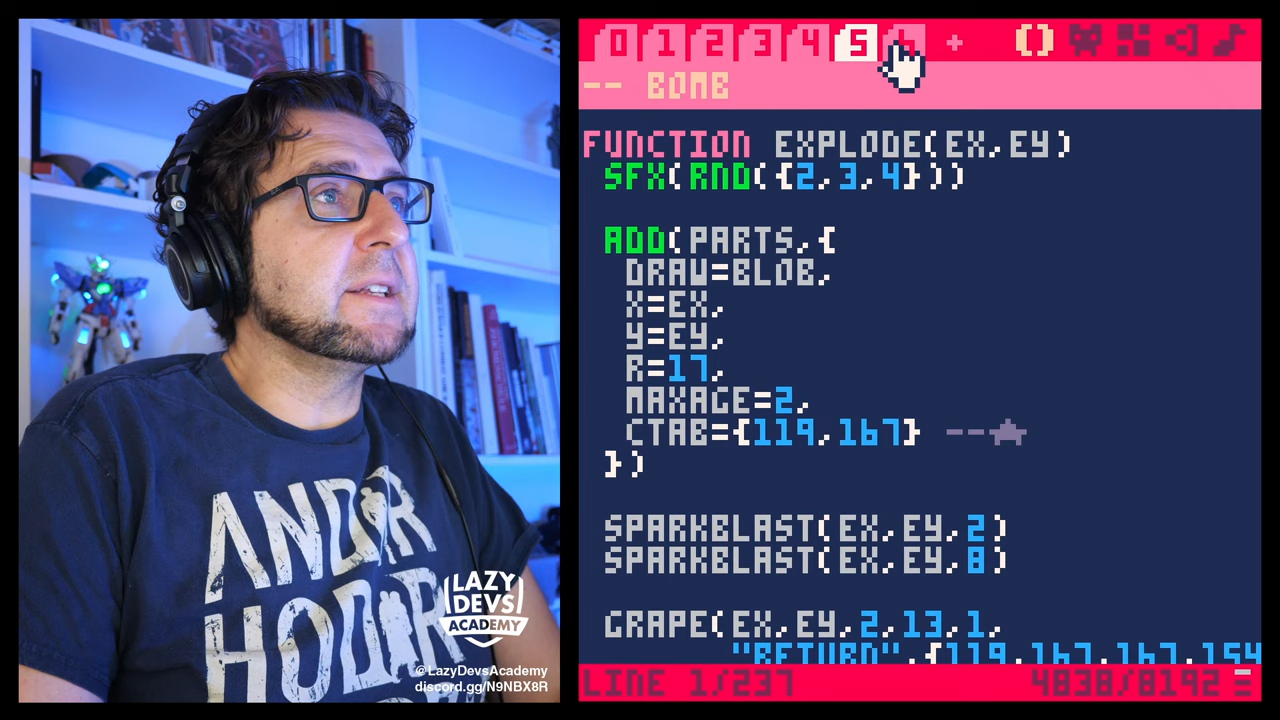 ANDOR
HODOR
LAZY
DEVS
ACADEMY
@LazyDevsAcademy
discord.gg/N9NBX8R
0 1 2 3 4 5 +
-- BOMB
FUNCTION EXPLODE(EX,EY)
SFX(RND({2,3,4}))
ADD(PARTS,{
DRAW=BLOB,
X=EX,
Y=EY,
R=17,
MAXAGE=2,
CTAB={119,167} --
})
SPARKBLAST(EX,EY,2)
SPARKBLAST(EX,EY,8)
GRAPE(EX,EY,2,13,1,
"RETURN",{119,167,167,154
LINE 1/237 4838/8192